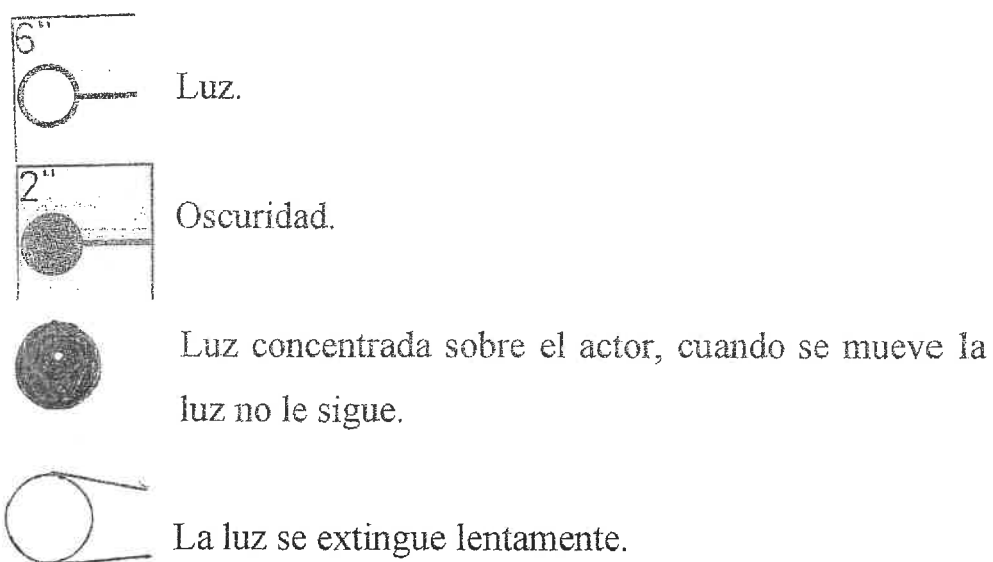 6"
Luz.
2"
Oscuridad.
Luz concentrada sobre el actor, cuando se mueve la
luz no le sigue.
La luz se extingue lentamente.